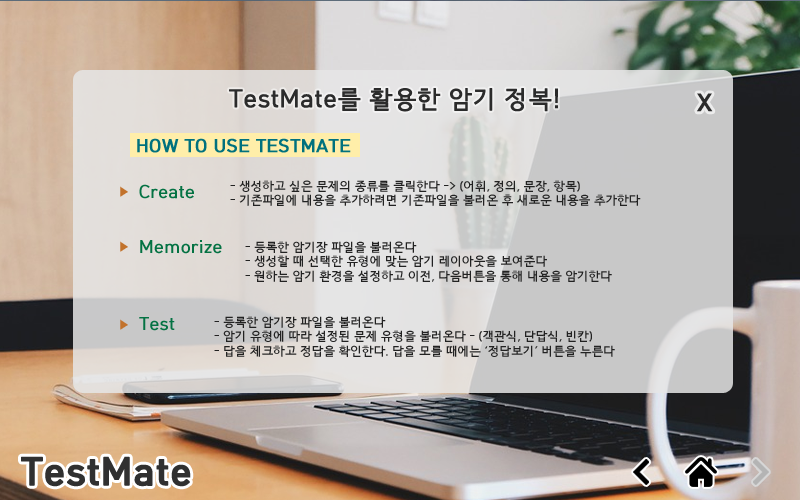 TestMate를 활용한 암기 정복!
X
HOW TO USE TESTMATE
Create
- 생성하고 싶은 문제의 종류를 클릭한다 -> (어휘, 정의, 문장, 항목)
- 기존파일에 내용을 추가하려면 기존파일을 불러온 후 새로운 내용을 추가한다
Memorize
- 등록한 암기장 파일을 불러온다
- 생성할 때 선택한 유형에 맞는 암기 레이아웃을 보여준다
- 원하는 암기 환경을 설정하고 이전, 다음버튼을 통해 내용을 암기한다
Test
- 등록한 암기장 파일을 불러온다
- 암기 유형에 따라 설정된 문제 유형을 불러온다 - (객관식, 단답식, 빈칸)
- 답을 체크하고 정답을 확인한다. 답을 모를 때에는 '정답보기' 버튼을 누른다
TestMate